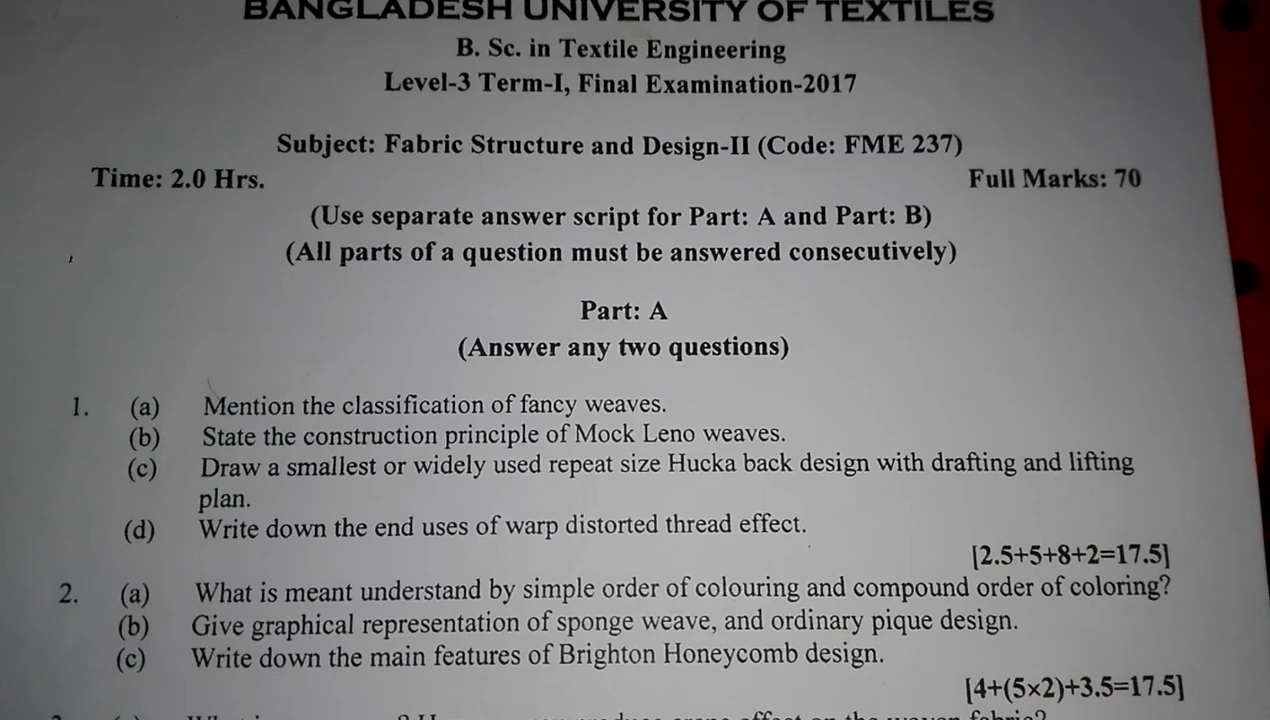 BANGLADESH UNIVERSITY OF TEXTILES
B. Sc. in Textile Engineering
Level-3 Term-I, Final Examination-2017
Subject: Fabric Structure and Design-II (Code: FME 237)
Time: 2.0 Hrs. Full Marks: 70
(Use separate answer script for Part: A and Part: B)
(All parts of a question must be answered consecutively)
Part: A
(Answer any two questions)
1. (a) Mention the classification of fancy weaves.
(b) State the construction principle of Mock Leno weaves.
(c) Draw a smallest or widely used repeat size Hucka back design with drafting and lifting
plan.
(d) Write down the end uses of warp distorted thread effect.
[2.5+5+8+2=17.5]
2. (a) What is meant understand by simple order of colouring and compound order of coloring?
(b) Give graphical representation of sponge weave, and ordinary pique design.
(c) Write down the main features of Brighton Honeycomb design.
[4+(5×2)+3.5=17.5]
effect on the woven fabric?